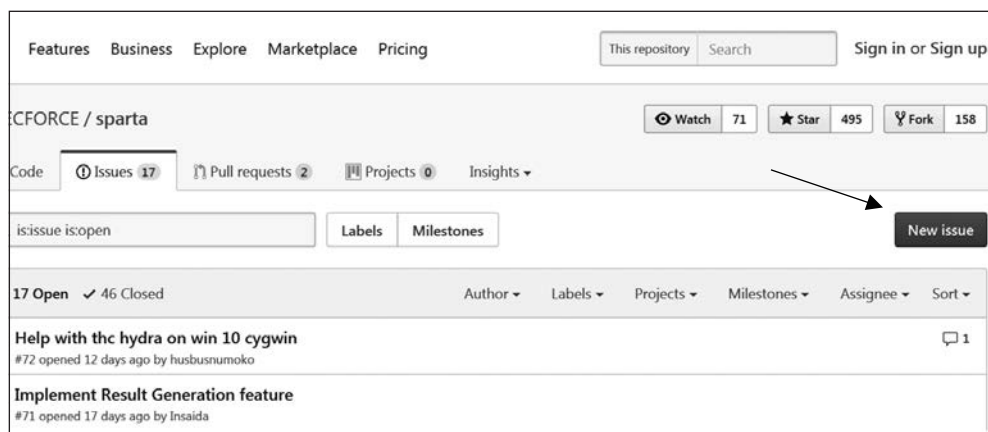 Features Business Explore Marketplace Pricing This repository Search Sign in or Sign up
ECFORCE / sparta Watch 71 Star 495 Fork 158
Code Issues 17 Pull requests 2 Projects 0 Insights
is:issue is:open Labels Milestones New issue
17 Open 46 Closed Author Labels Projects Milestones Assignee Sort
Help with thc hydra on win 10 cygwin 1
#72 opened 12 days ago by husbusnumoko
Implement Result Generation feature
#71 opened 17 days ago by Insaida